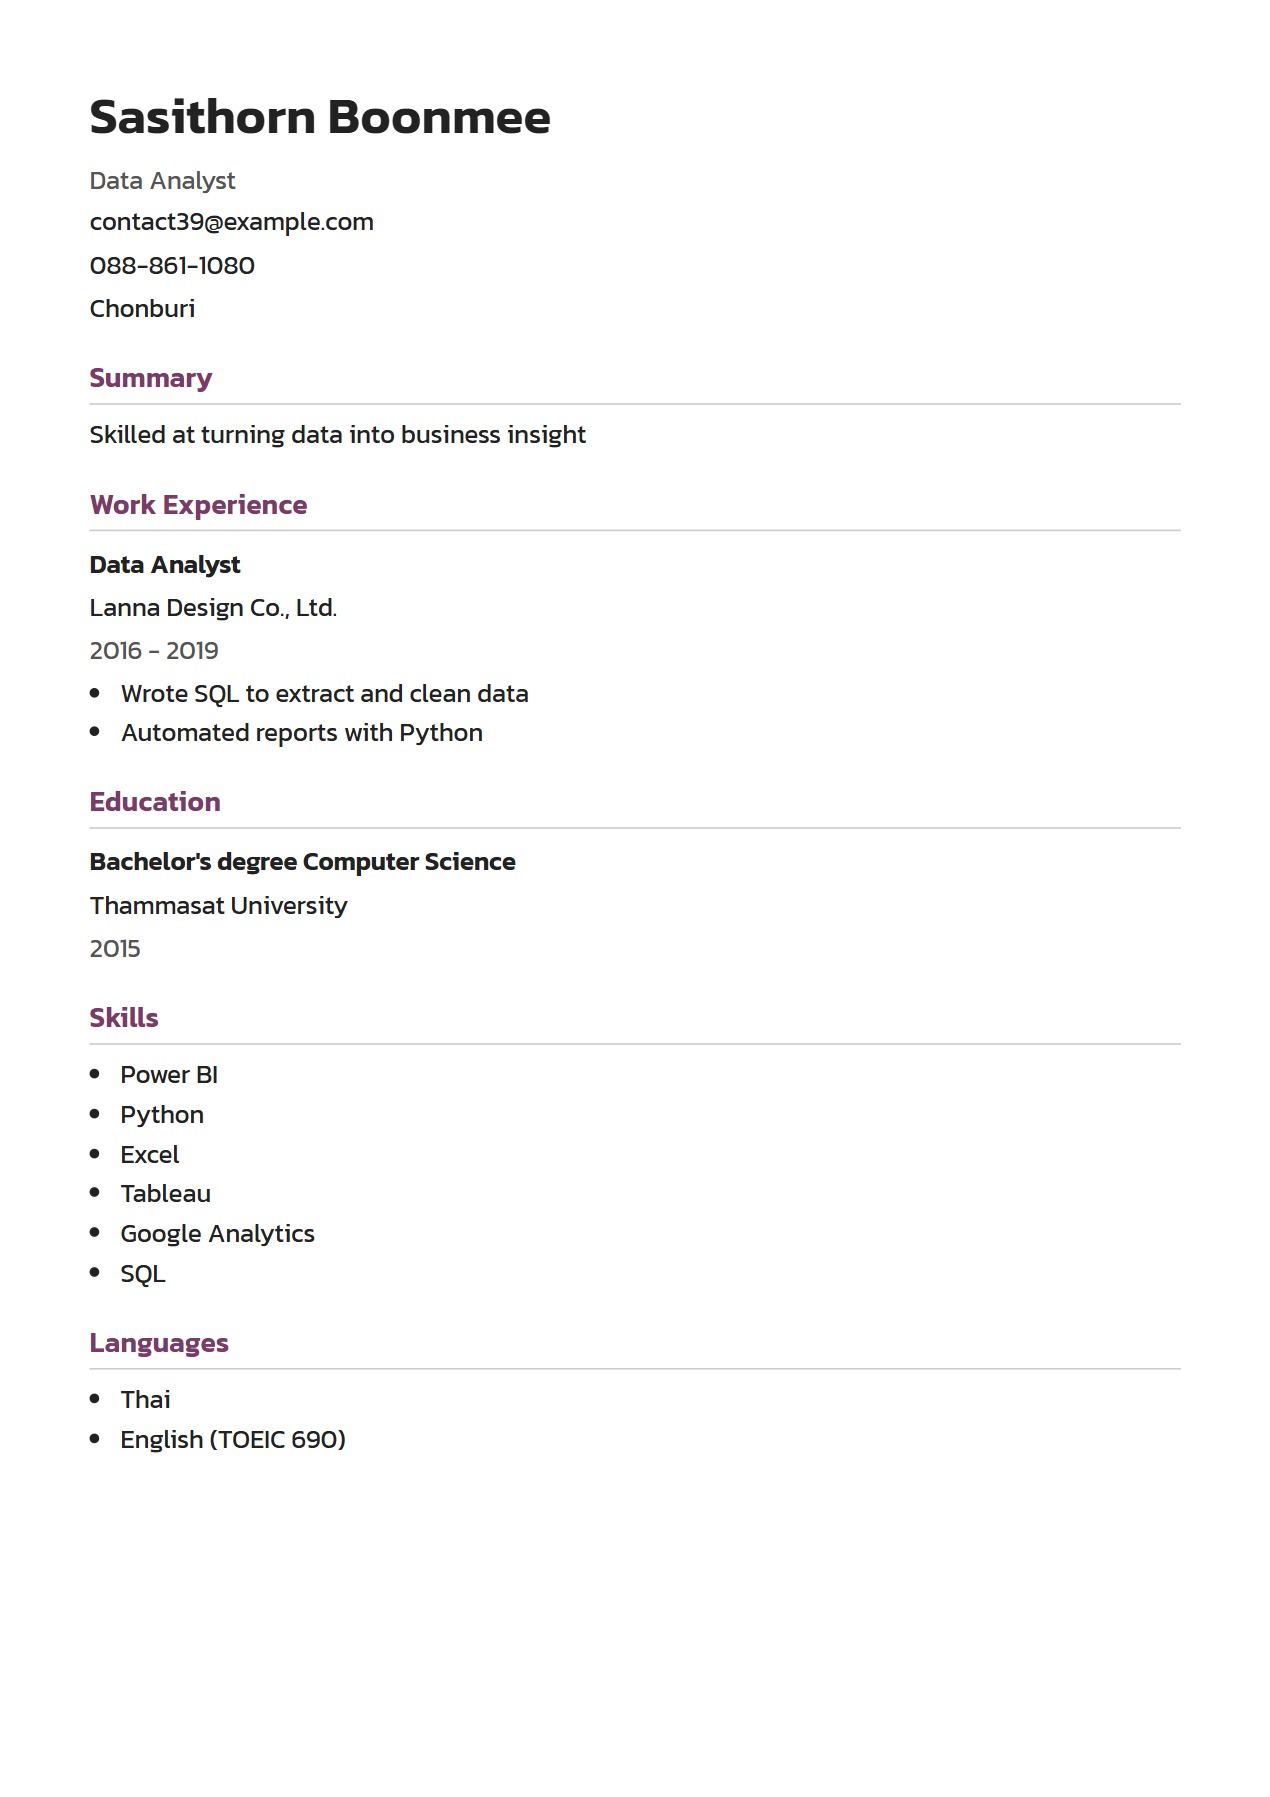 Sasithorn Boonmee
Data Analyst
contact39@example.com
088-861-1080
Chonburi
Summary
Skilled at turning data into business insight
Work Experience
Data Analyst
Lanna Design Co., Ltd.
2016 - 2019
• Wrote SQL to extract and clean data
• Automated reports with Python
Education
Bachelor's degree Computer Science
Thammasat University
2015
Skills
• Power BI
• Python
• Excel
• Tableau
• Google Analytics
• SQL
Languages
• Thai
• English (TOEIC 690)